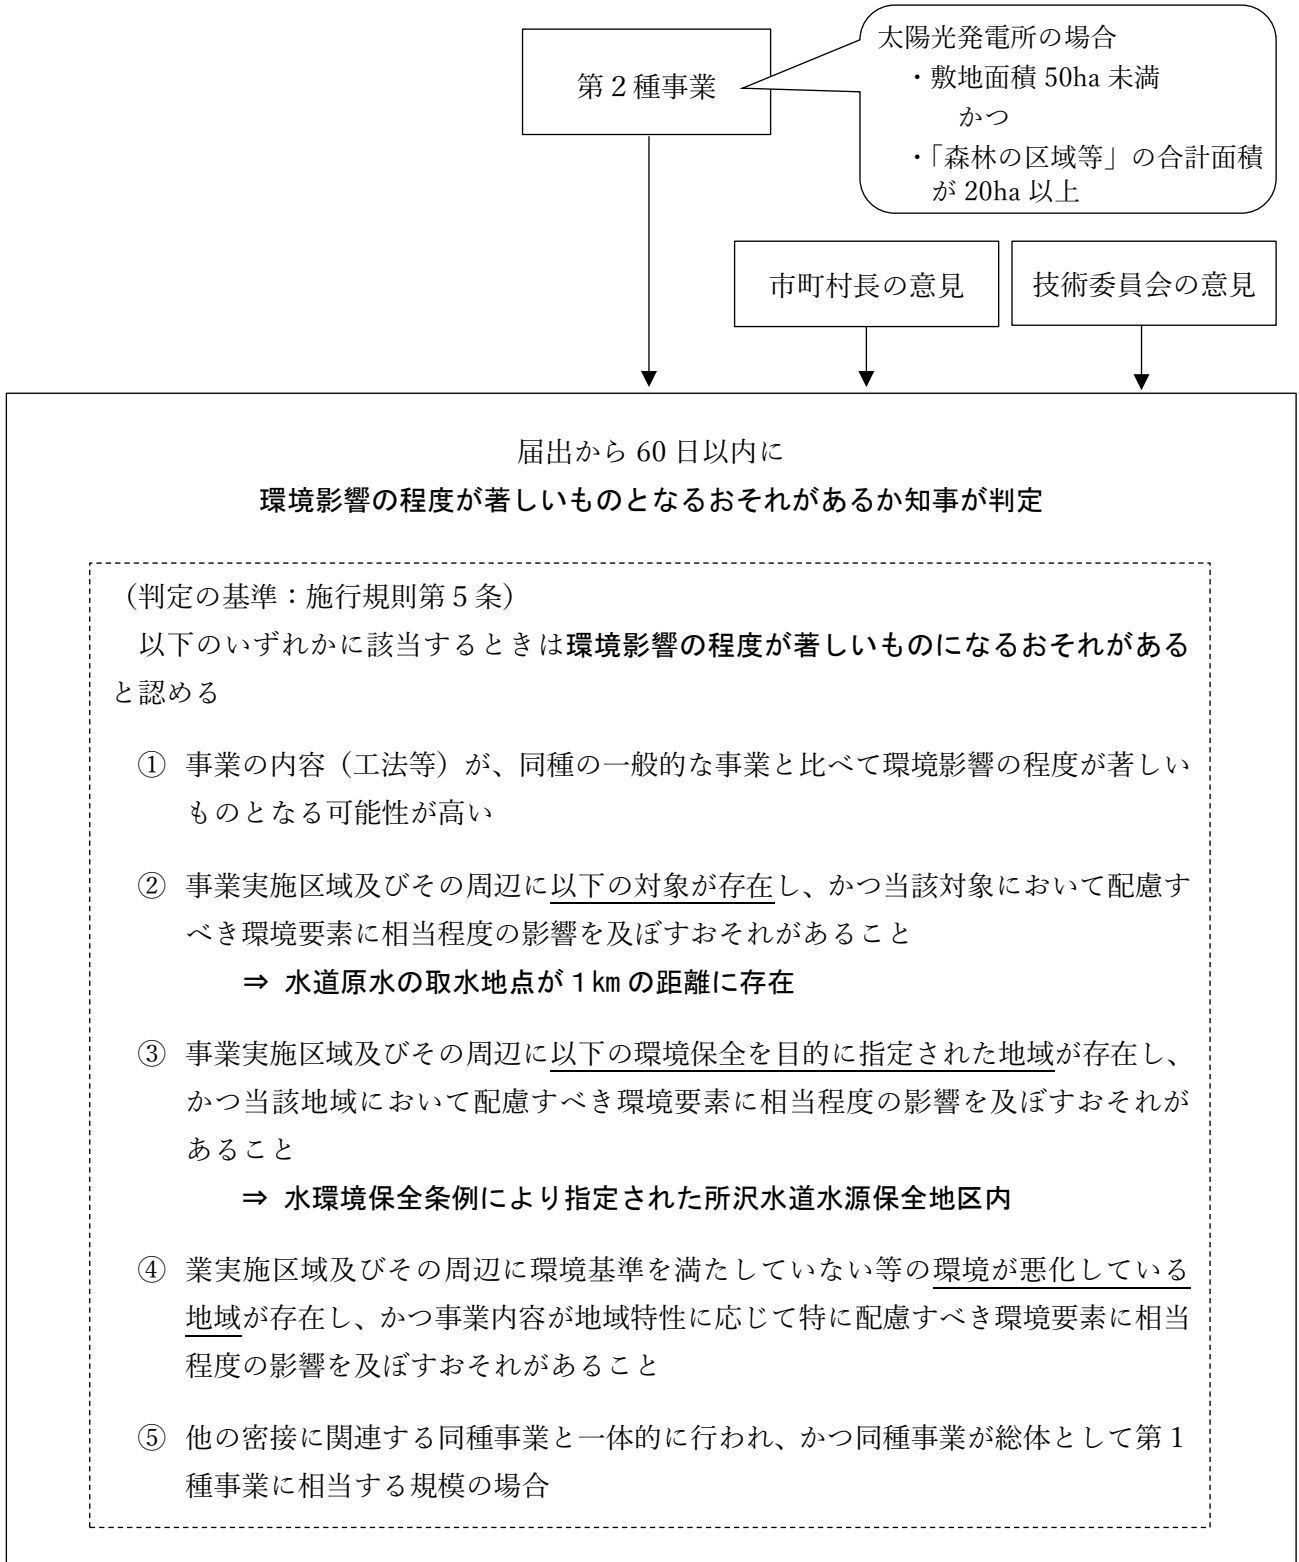 太陽光発電所の場合
・敷地面積 50ha 未満
かつ
・「森林の区域等」の合計面積
が 20ha 以上
第２種事業
市町村長の意見
技術委員会の意見
届出から 60 日以内に
環境影響の程度が著しいものとなるおそれがあるか知事が判定
（判定の基準：施行規則第５条）
以下のいずれかに該当するときは環境影響の程度が著しいものになるおそれがある
と認める
① 事業の内容（工法等）が、同種の一般的な事業と比べて環境影響の程度が著しい
ものとなる可能性が高い
② 事業実施区域及びその周辺に以下の対象が存在し、かつ当該対象において配慮す
べき環境要素に相当程度の影響を及ぼすおそれがあること
⇒ 水道原水の取水地点が１㎞の距離に存在
③ 事業実施区域及びその周辺に以下の環境保全を目的に指定された地域が存在し、
かつ当該地域において配慮すべき環境要素に相当程度の影響を及ぼすおそれが
あること
⇒ 水環境保全条例により指定された所沢水道水源保全地区内
④ 業実施区域及びその周辺に環境基準を満たしていない等の環境が悪化している
地域が存在し、かつ事業内容が地域特性に応じて特に配慮すべき環境要素に相当
程度の影響を及ぼすおそれがあること
⑤ 他の密接に関連する同種事業と一体的に行われ、かつ同種事業が総体として第１
種事業に相当する規模の場合